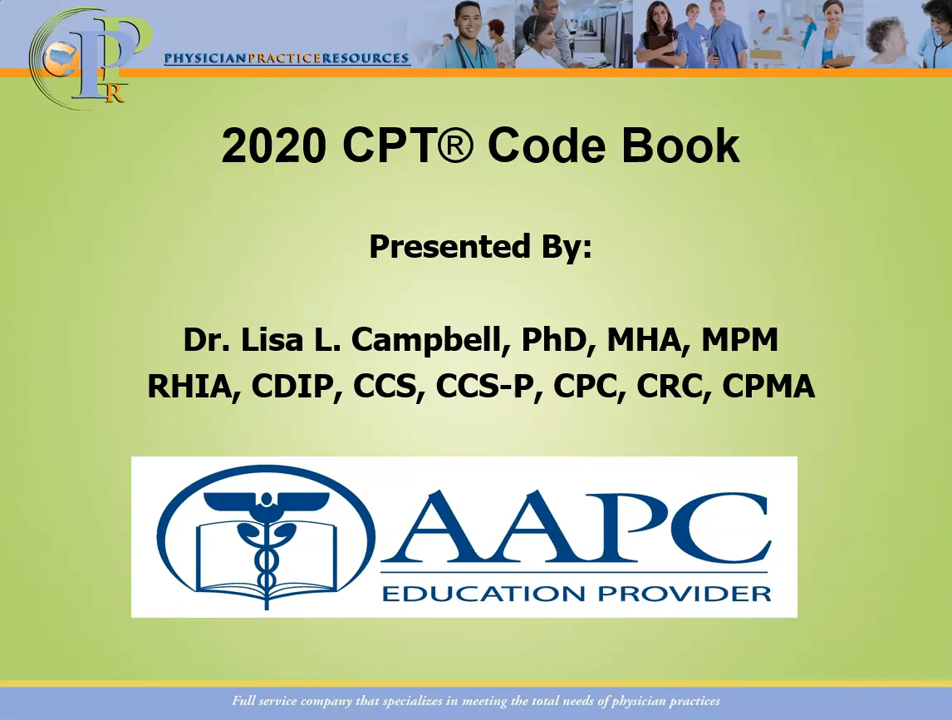 CPR
PHYSICIANPRACTICERESOURCES
2020 CPT® Code Book
Presented By:
Dr. Lisa L. Campbell, PhD, MHA, MPM
RHIA, CDIP, CCS, CCS-P, CPC, CRC, CPMA
AAPC
EDUCATION PROVIDER
Full service company that specializes in meeting the total needs of physician practices